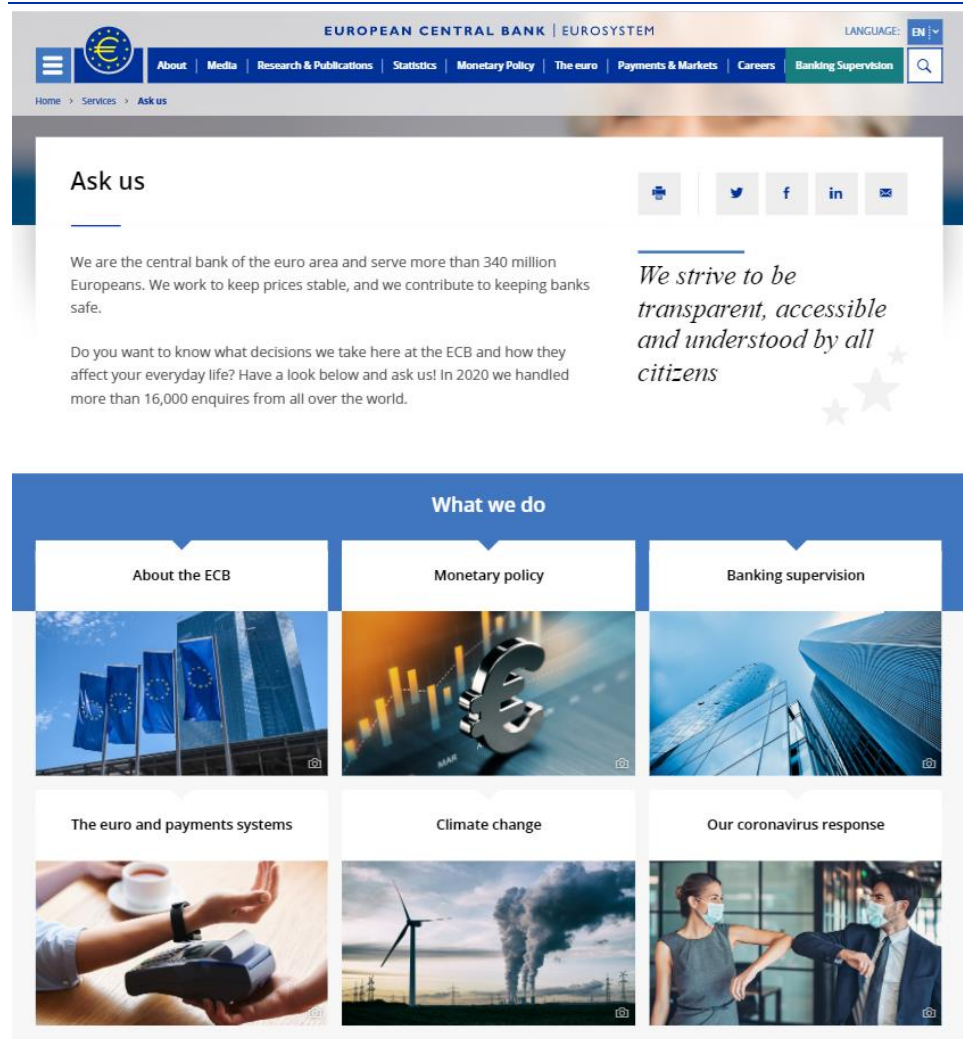 EUROPEAN CENTRAL BANK | EUROSYSTEM
LANGUAGE: EN
About | Media | Research & Publications | Statistics | Monetary Policy | The euro | Payments & Markets | Careers | Banking Supervision
Home > Services > Ask us
Ask us
We are the central bank of the euro area and serve more than 340 million
Europeans. We work to keep prices stable, and we contribute to keeping banks
safe.
Do you want to know what decisions we take here at the ECB and how they
affect your everyday life? Have a look below and ask us! In 2020 we handled
more than 16,000 enquires from all over the world.
We strive to be
transparent, accessible
and understood by all
citizens
What we do
About the ECB
Monetary policy
Banking supervision
MAR
The euro and payments systems
Climate change
Our coronavirus response